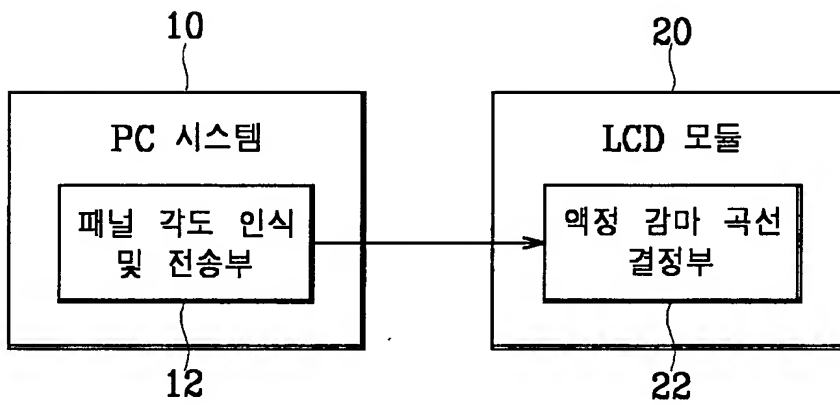 10
20
PC 시스템
LCD 모듈
패널 각도 인식
및 전송부
액정 감마 곡선
결정부
12
22